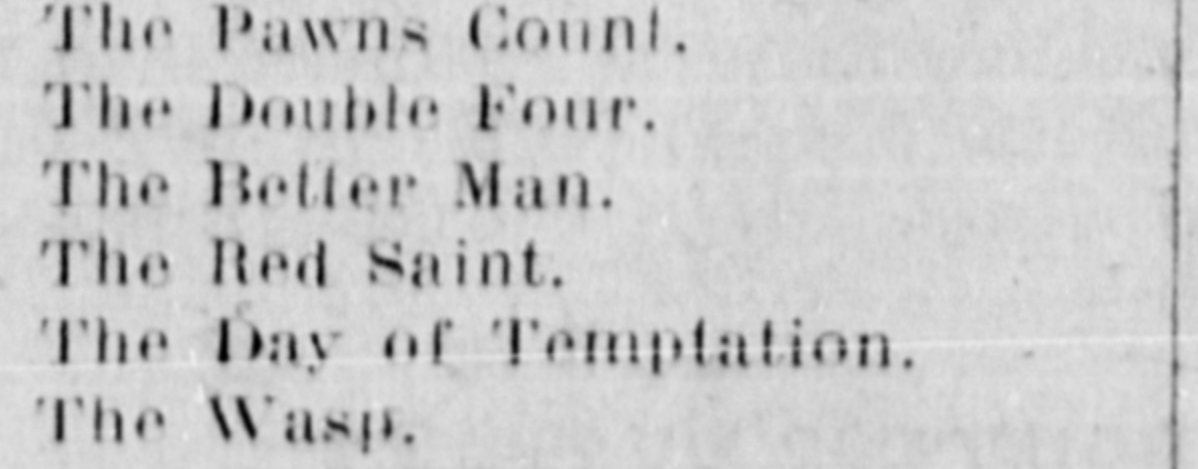 The Pawns Count.
The Double Four.
The Better Man.
The Red Saint.
The Day of Temptation.
The Wasp.